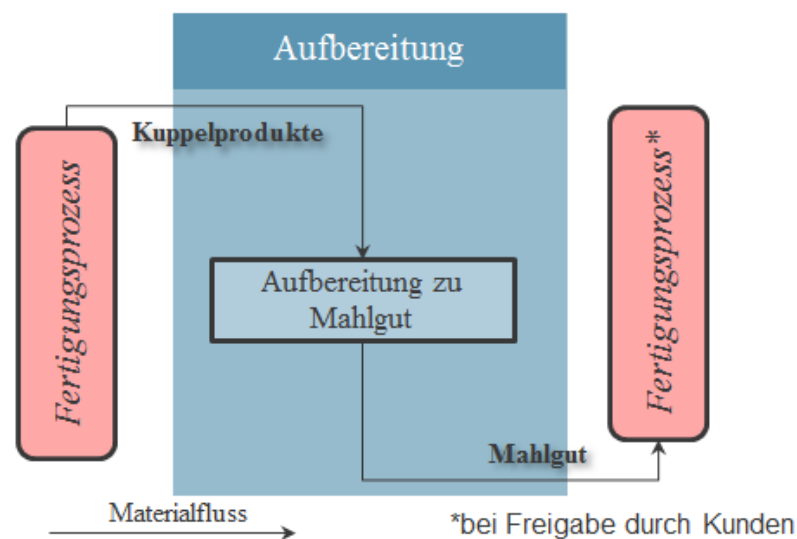 Aufbereitung
Kuppelprodukte
Fertigungsprozess
Aufbereitung zu
Mahlgut
Fertigungsprozess*
Mahlgut
Materialfluss
*bei Freigabe durch Kunden